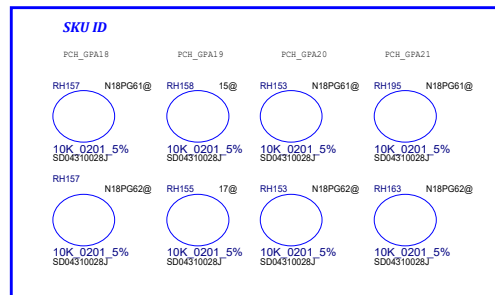 SKU ID
PCH_GPA18 PCH_GPA19 PCH_GPA20 PCH_GPA21
RH157 N18PG61@ RH158 15@ RH153 N18PG61@ RH195 N18PG61@
10K_0201_5% 10K_0201_5% 10K_0201_5% 10K_0201_5%
SD04310028J SD04310028J SD04310028J SD04310028J
RH157 N18PG62@ RH155 17@ RH153 N18PG62@ RH163 N18PG62@
10K_0201_5% 10K_0201_5% 10K_0201_5% 10K_0201_5%
SD04310028J SD04310028J SD04310028J SD04310028J